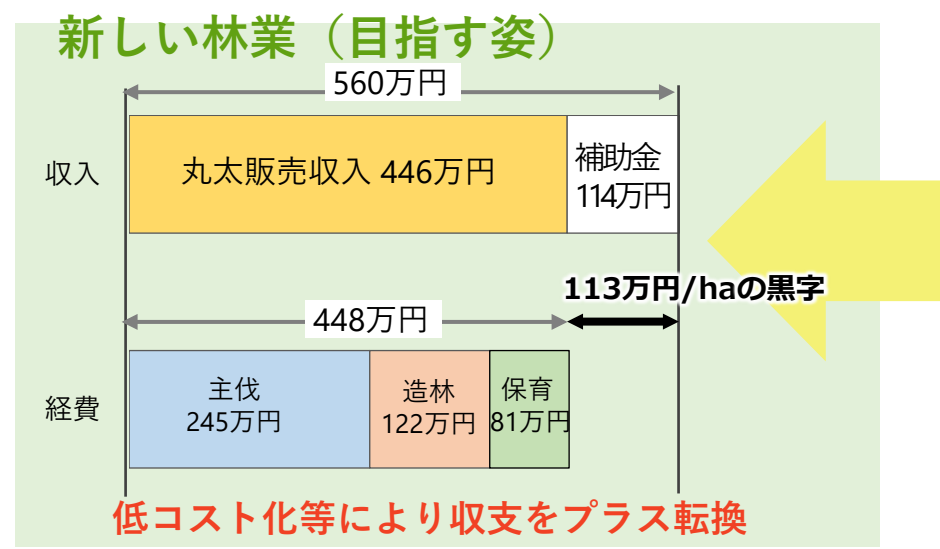 新しい林業（目指す姿）
560万円
収入
丸太販売収入 446万円
補助金
114万円
113万円/haの黒字
448万円
経費
主伐
245万円
造林
122万円
保育
81万円
低コスト化等により収支をプラス転換